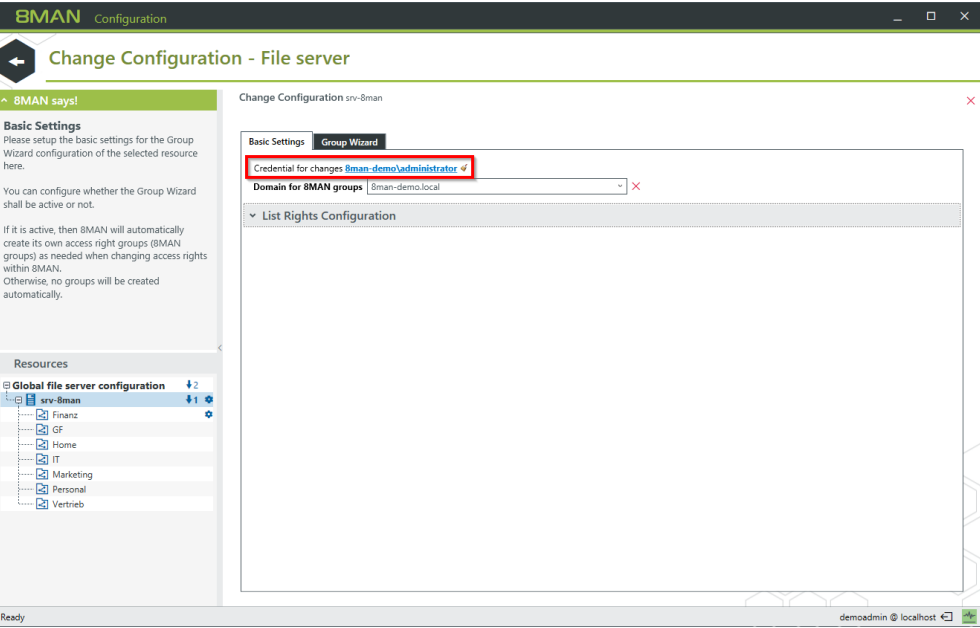 8MAN Configuration
Change Configuration - File server
8MAN says!
Basic Settings
Please setup the basic settings for the Group
Wizard configuration of the selected resource
here.
You can configure whether the Group Wizard
shall be active or not.
If it is active, then 8MAN will automatically
create its own access right groups (8MAN
groups) as needed when changing access rights
within 8MAN.
Otherwise, no groups will be created
automatically.
Resources
Global file server configuration 2
srv-8man 1
Finanz
GF
Home
IT
Marketing
Personal
Vertrieb
Change Configuration srv-8man
Basic Settings Group Wizard
Credential for changes 8man-demo\administrator
Domain for 8MAN groups 8man-demo.local
List Rights Configuration
Ready
demoadmin @ localhost